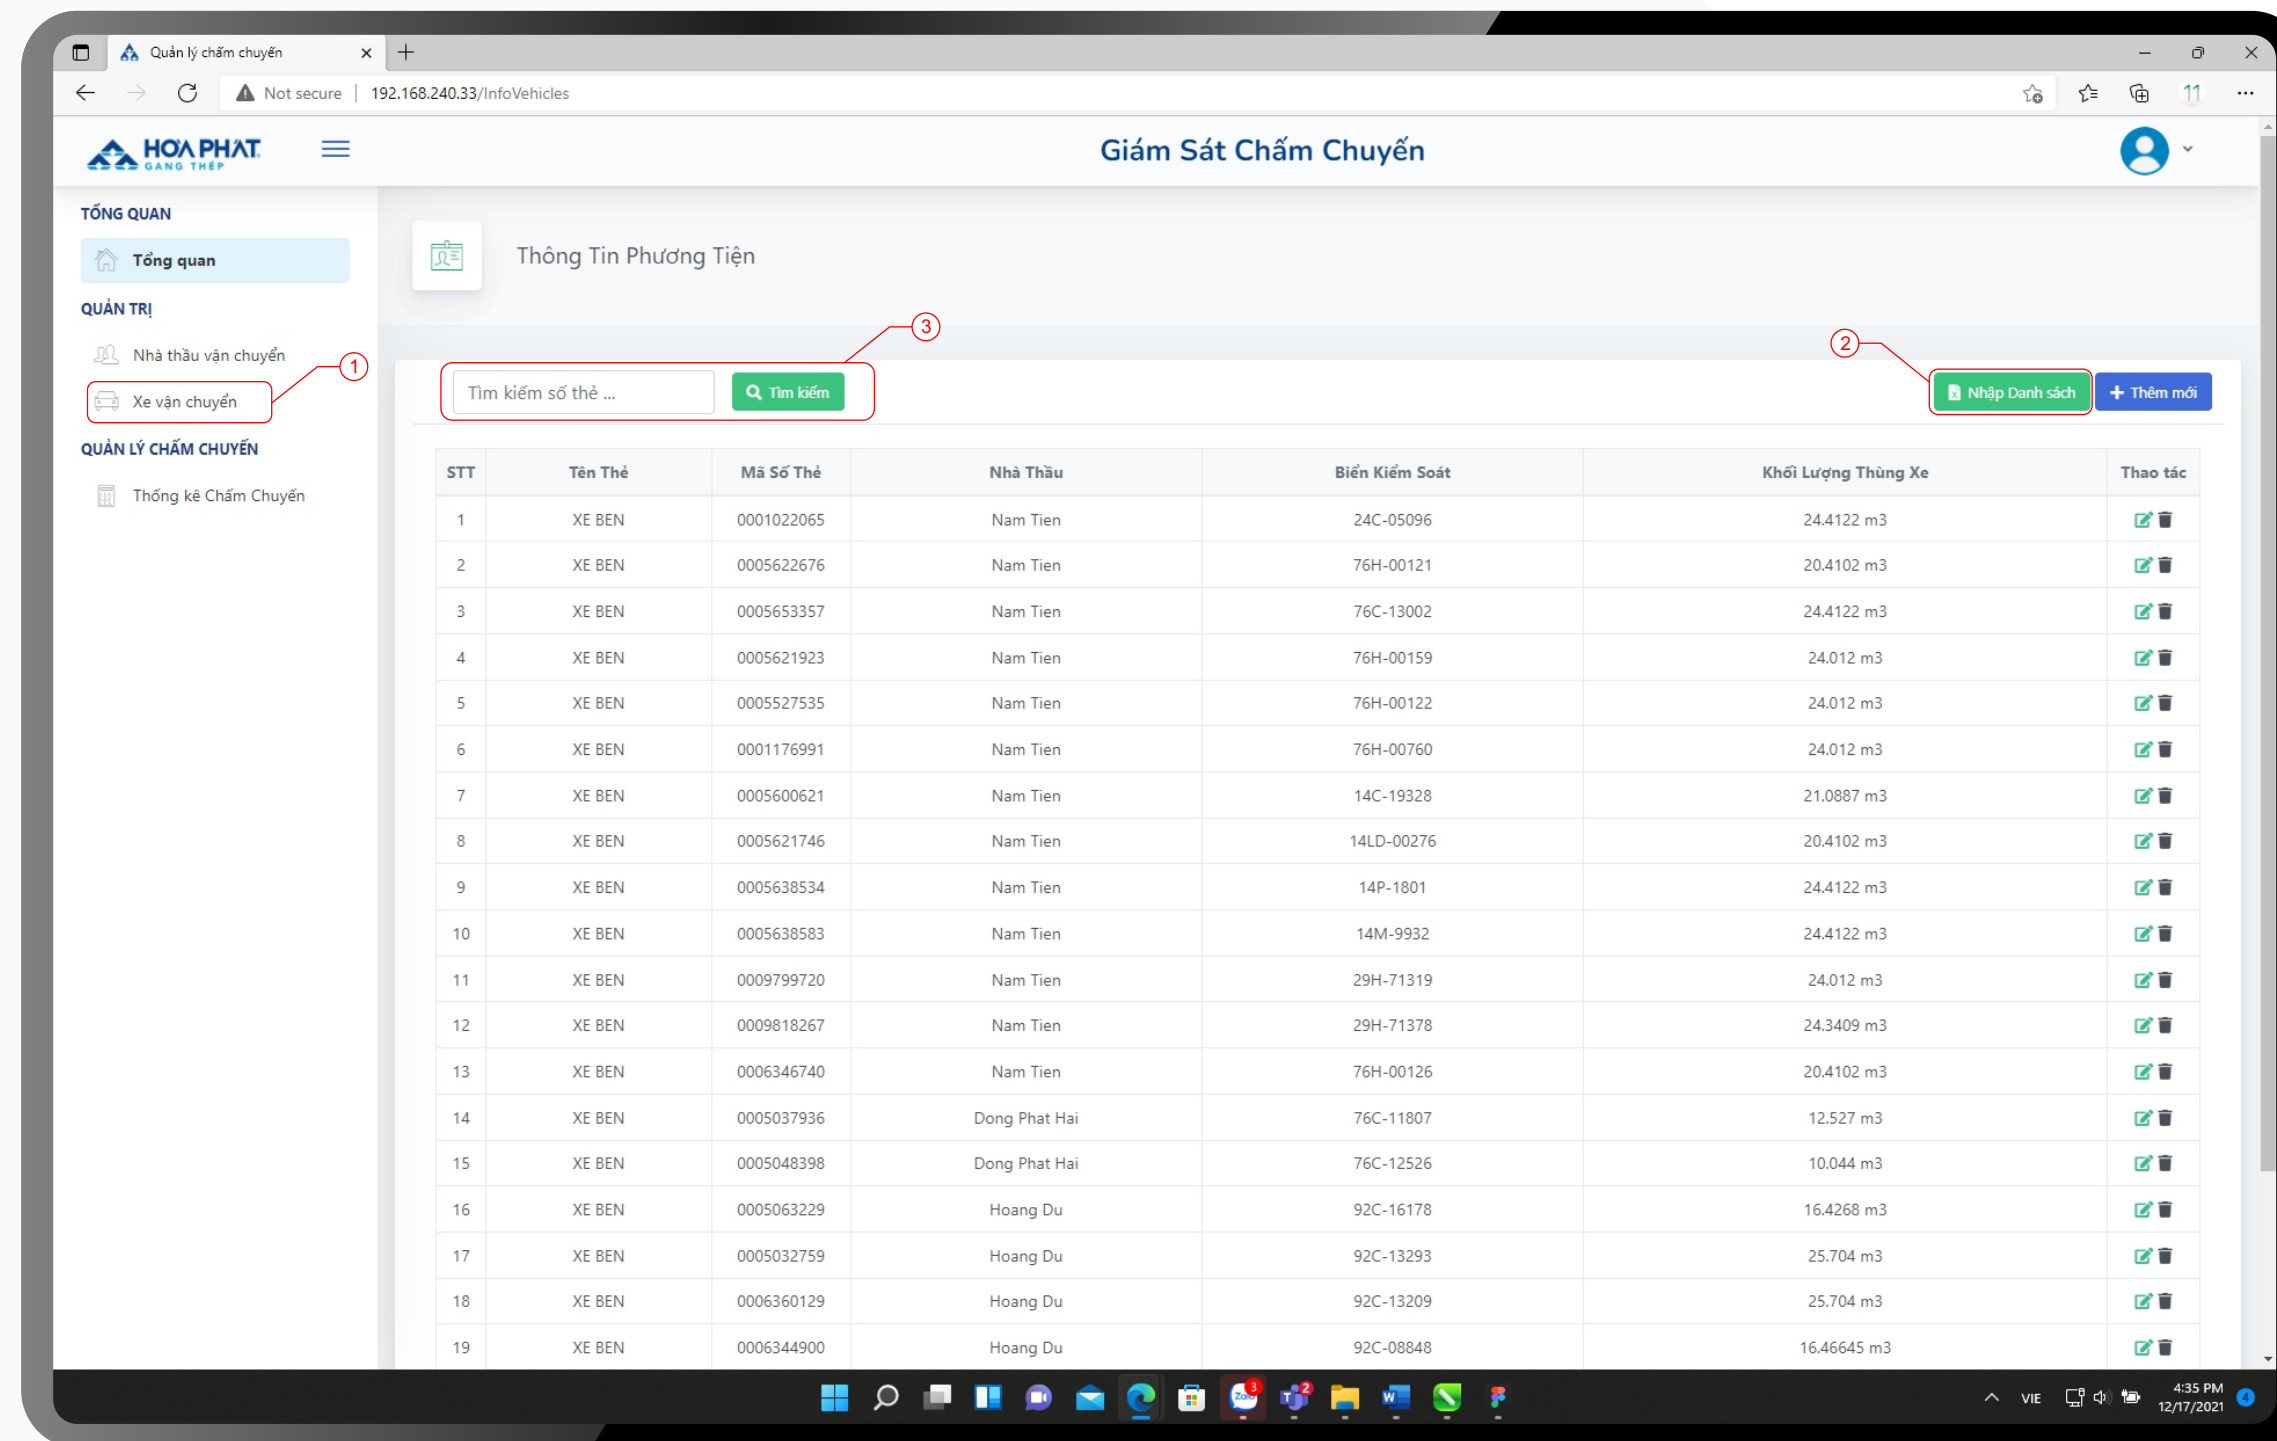 Quản lý chấm chuyến
Not secure | 192.168.240.33/InfoVehicles
11
HÒA PHÁT
GANG THÉP
Giám Sát Chấm Chuyến
TỔNG QUAN
Tổng quan
QUẢN TRỊ
Nhà thầu vận chuyển
Xe vận chuyển
QUẢN LÝ CHẤM CHUYẾN
Thống kê Chấm Chuyến
Thông Tin Phương Tiện
1
2
3
Tìm kiếm số thẻ ...
Tìm kiếm
Nhập Danh sách
Thêm mới
STT Tên Thẻ Mã Số Thẻ Nhà Thầu Biển Kiểm Soát Khối Lượng Thùng Xe Thao tác
1 XE BEN 0001022065 Nam Tien 24C-05096 24.4122 m3
2 XE BEN 0005622676 Nam Tien 76H-00121 20.4102 m3
3 XE BEN 0005653357 Nam Tien 76C-13002 24.4122 m3
4 XE BEN 0005621923 Nam Tien 76H-00159 24.012 m3
5 XE BEN 0005527535 Nam Tien 76H-00122 24.012 m3
6 XE BEN 0001176991 Nam Tien 76H-00760 24.012 m3
7 XE BEN 0005600621 Nam Tien 14C-19328 21.0887 m3
8 XE BEN 0005621746 Nam Tien 14LD-00276 20.4102 m3
9 XE BEN 0005638534 Nam Tien 14P-1801 24.4122 m3
10 XE BEN 0005638583 Nam Tien 14M-9932 24.4122 m3
11 XE BEN 0009799720 Nam Tien 29H-71319 24.012 m3
12 XE BEN 0009818267 Nam Tien 29H-71378 24.3409 m3
13 XE BEN 0006346740 Nam Tien 76H-00126 20.4102 m3
14 XE BEN 0005037936 Dong Phat Hai 76C-11807 12.527 m3
15 XE BEN 0005048398 Dong Phat Hai 76C-12526 10.044 m3
16 XE BEN 0005063229 Hoang Du 92C-16178 16.4268 m3
17 XE BEN 0005032759 Hoang Du 92C-13293 25.704 m3
18 XE BEN 0006360129 Hoang Du 92C-13209 25.704 m3
19 XE BEN 0006344900 Hoang Du 92C-08848 16.46645 m3
Zalo 3
T 2
W
VIE
4:35 PM
12/17/2021
4